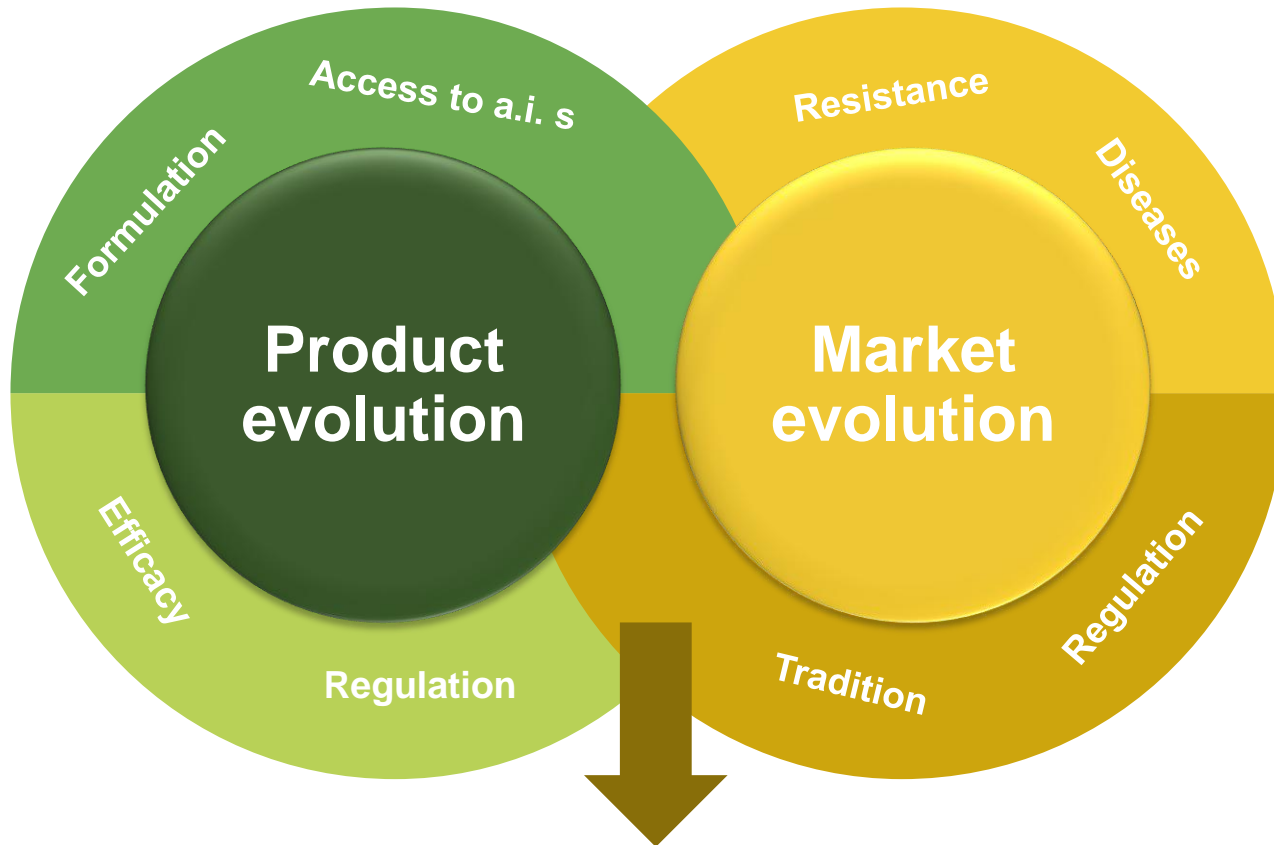 Access to a.i. s
Formulation
Product
evolution
Efficacy
Regulation
Resistance
Diseases
Market
evolution
Regulation
Tradition